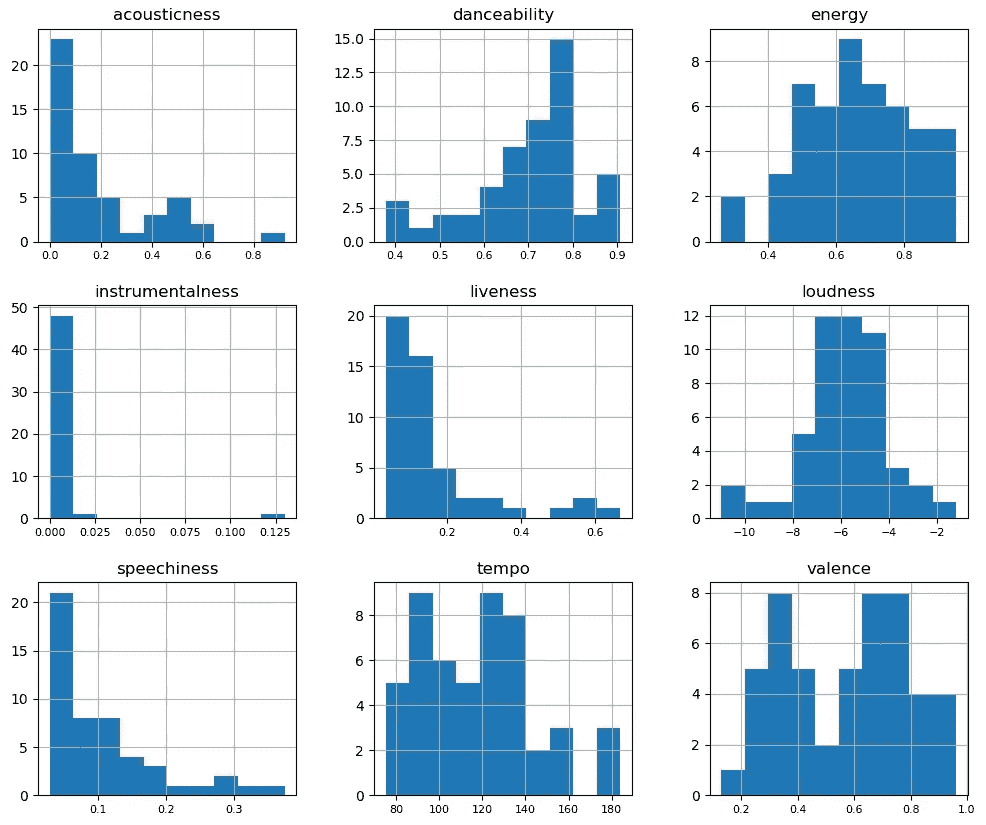 acousticness
20
15
10
5
0
0.0 0.2 0.4 0.6 0.8
danceability
15.0
12.5
10.0
7.5
5.0
2.5
0.0
0.4 0.5 0.6 0.7 0.8 0.9
energy
8
6
4
2
0
0.4 0.6 0.8
instrumentalness
50
40
30
20
10
0
0.000 0.025 0.050 0.075 0.100 0.125
liveness
20
15
10
5
0
0.2 0.4 0.6
loudness
12
10
8
6
4
2
0
−10 −8 −6 −4 −2
speechiness
20
15
10
5
0
0.1 0.2 0.3
tempo
8
6
4
2
0
80 100 120 140 160 180
valence
8
6
4
2
0
0.2 0.4 0.6 0.8 1.0